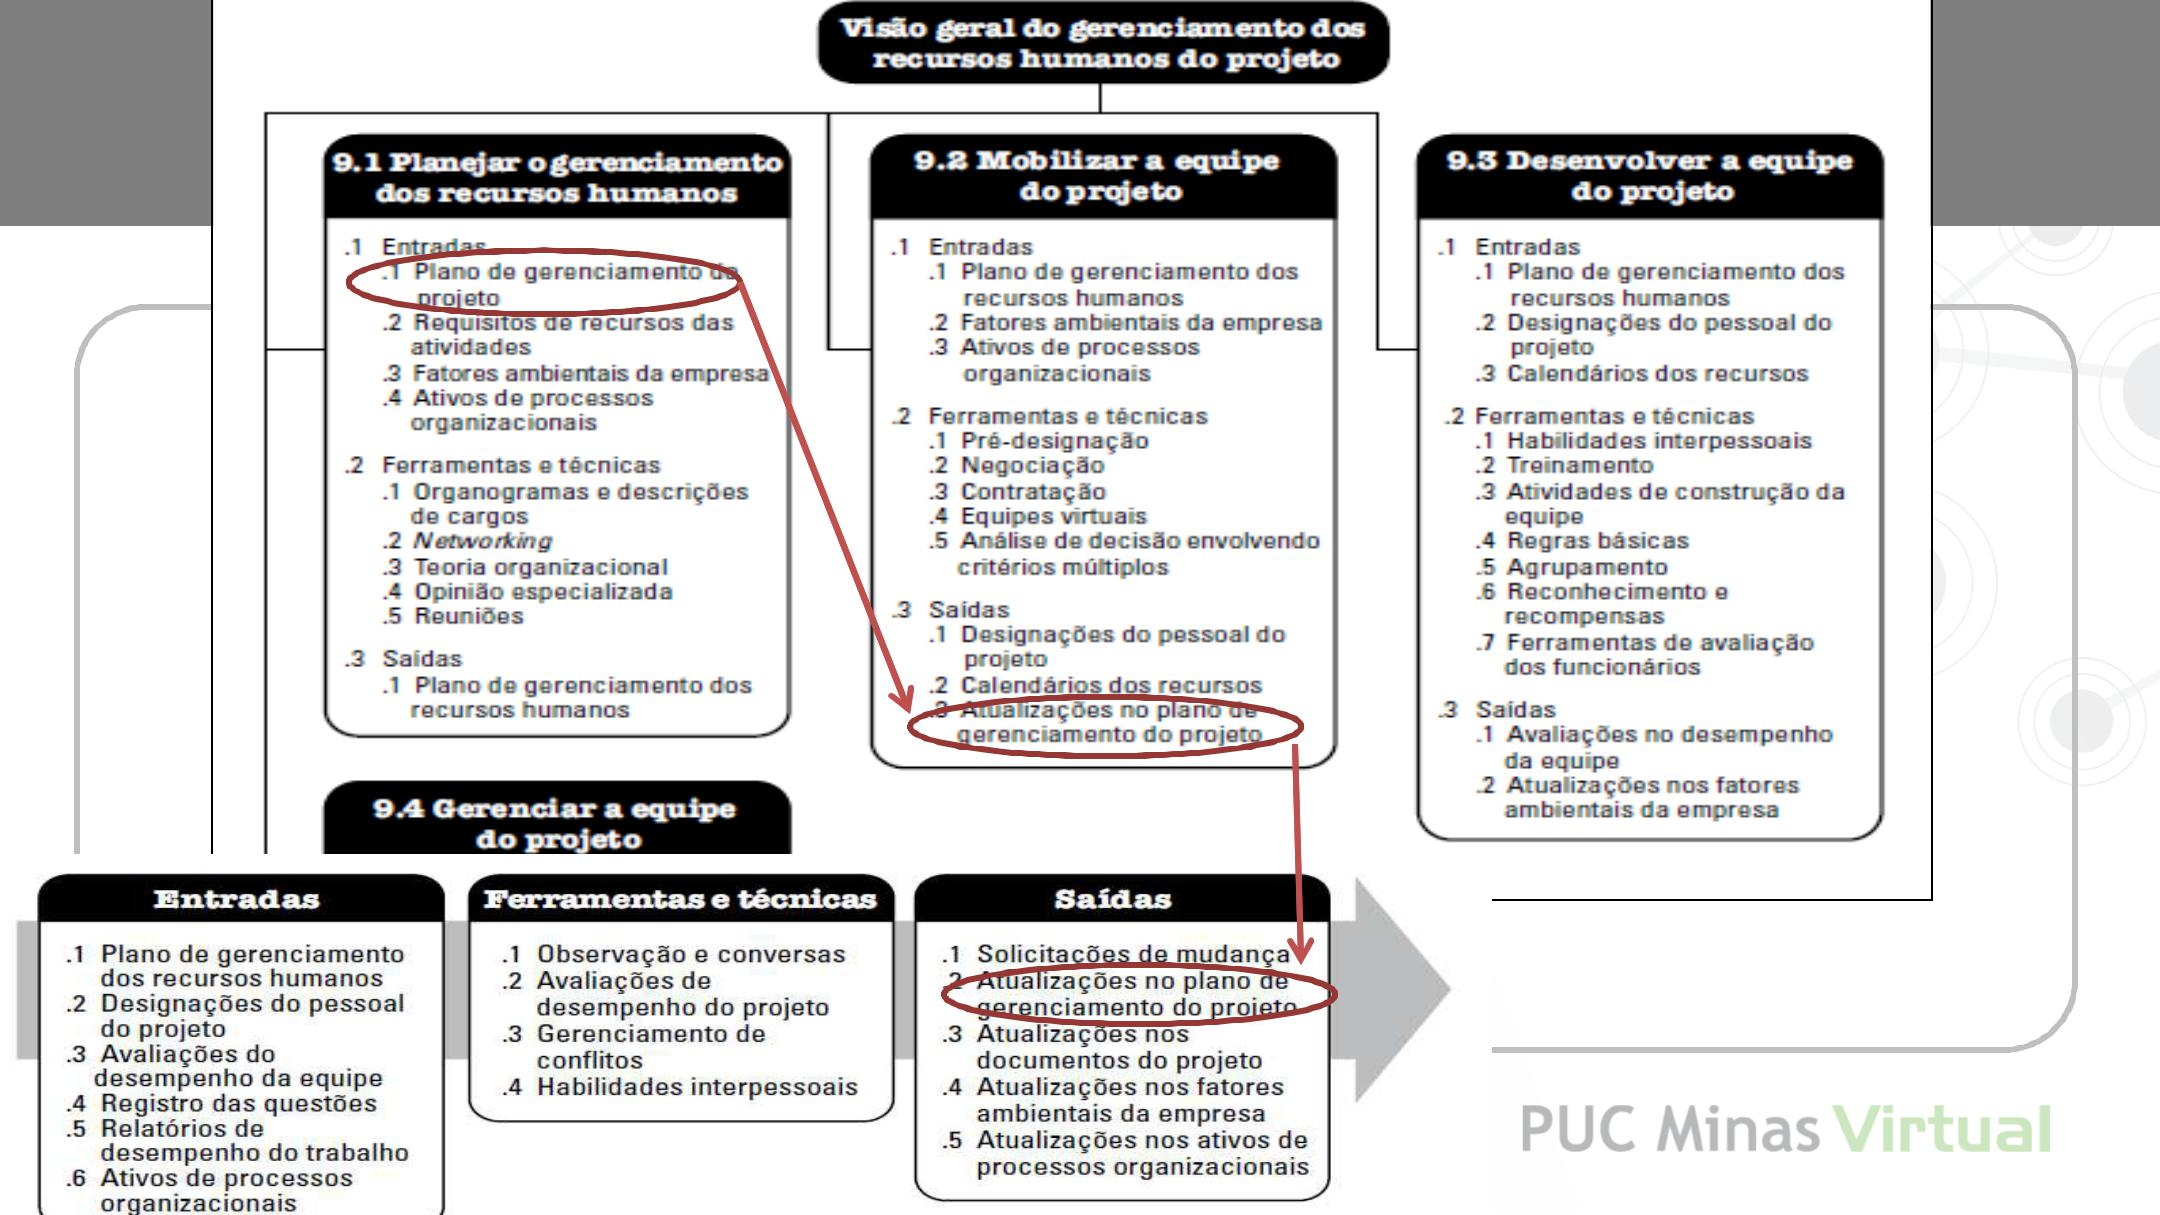 Visão geral do gerenciamento dos
recursos humanos do projeto
9.1 Planejar o gerenciamento
dos recursos humanos
.1 Entradas
.1 Plano de gerenciamento do
projeto
.2 Requisitos de recursos das
atividades
.3 Fatores ambientais da empresa
.4 Ativos de processos
organizacionais
.2 Ferramentas e técnicas
.1 Organogramas e descrições
de cargos
.2 Networking
.3 Teoria organizacional
.4 Opinião especializada
.5 Reuniões
.3 Saídas
.1 Plano de gerenciamento dos
recursos humanos
9.2 Mobilizar a equipe
do projeto
.1 Entradas
.1 Plano de gerenciamento dos
recursos humanos
.2 Fatores ambientais da empresa
.3 Ativos de processos
organizacionais
.2 Ferramentas e técnicas
.1 Pré-designação
.2 Negociação
.3 Contratação
.4 Equipes virtuais
.5 Análise de decisão envolvendo
critérios múltiplos
.3 Saídas
.1 Designações do pessoal do
projeto
.2 Calendários dos recursos
.3 Atualizações no plano de
gerenciamento do projeto
9.3 Desenvolver a equipe
do projeto
.1 Entradas
.1 Plano de gerenciamento dos
recursos humanos
.2 Designações do pessoal do
projeto
.3 Calendários dos recursos
.2 Ferramentas e técnicas
.1 Habilidades interpessoais
.2 Treinamento
.3 Atividades de construção da
equipe
.4 Regras básicas
.5 Agrupamento
.6 Reconhecimento e
recompensas
.7 Ferramentas de avaliação
dos funcionários
.3 Saídas
.1 Avaliações no desempenho
da equipe
.2 Atualizações nos fatores
ambientais da empresa
9.4 Gerenciar a equipe
do projeto
Entradas
.1 Plano de gerenciamento
dos recursos humanos
.2 Designações do pessoal
do projeto
.3 Avaliações do
desempenho da equipe
.4 Registro das questões
.5 Relatórios de
desempenho do trabalho
.6 Ativos de processos
organizacionais
Ferramentas e técnicas
.1 Observação e conversas
.2 Avaliações de
desempenho do projeto
.3 Gerenciamento de
conflitos
.4 Habilidades interpessoais
Saídas
.1 Solicitações de mudança
.2 Atualizações no plano de
gerenciamento do projeto
.3 Atualizações nos
documentos do projeto
.4 Atualizações nos fatores
ambientais da empresa
.5 Atualizações nos ativos de
processos organizacionais
PUC Minas Virtual